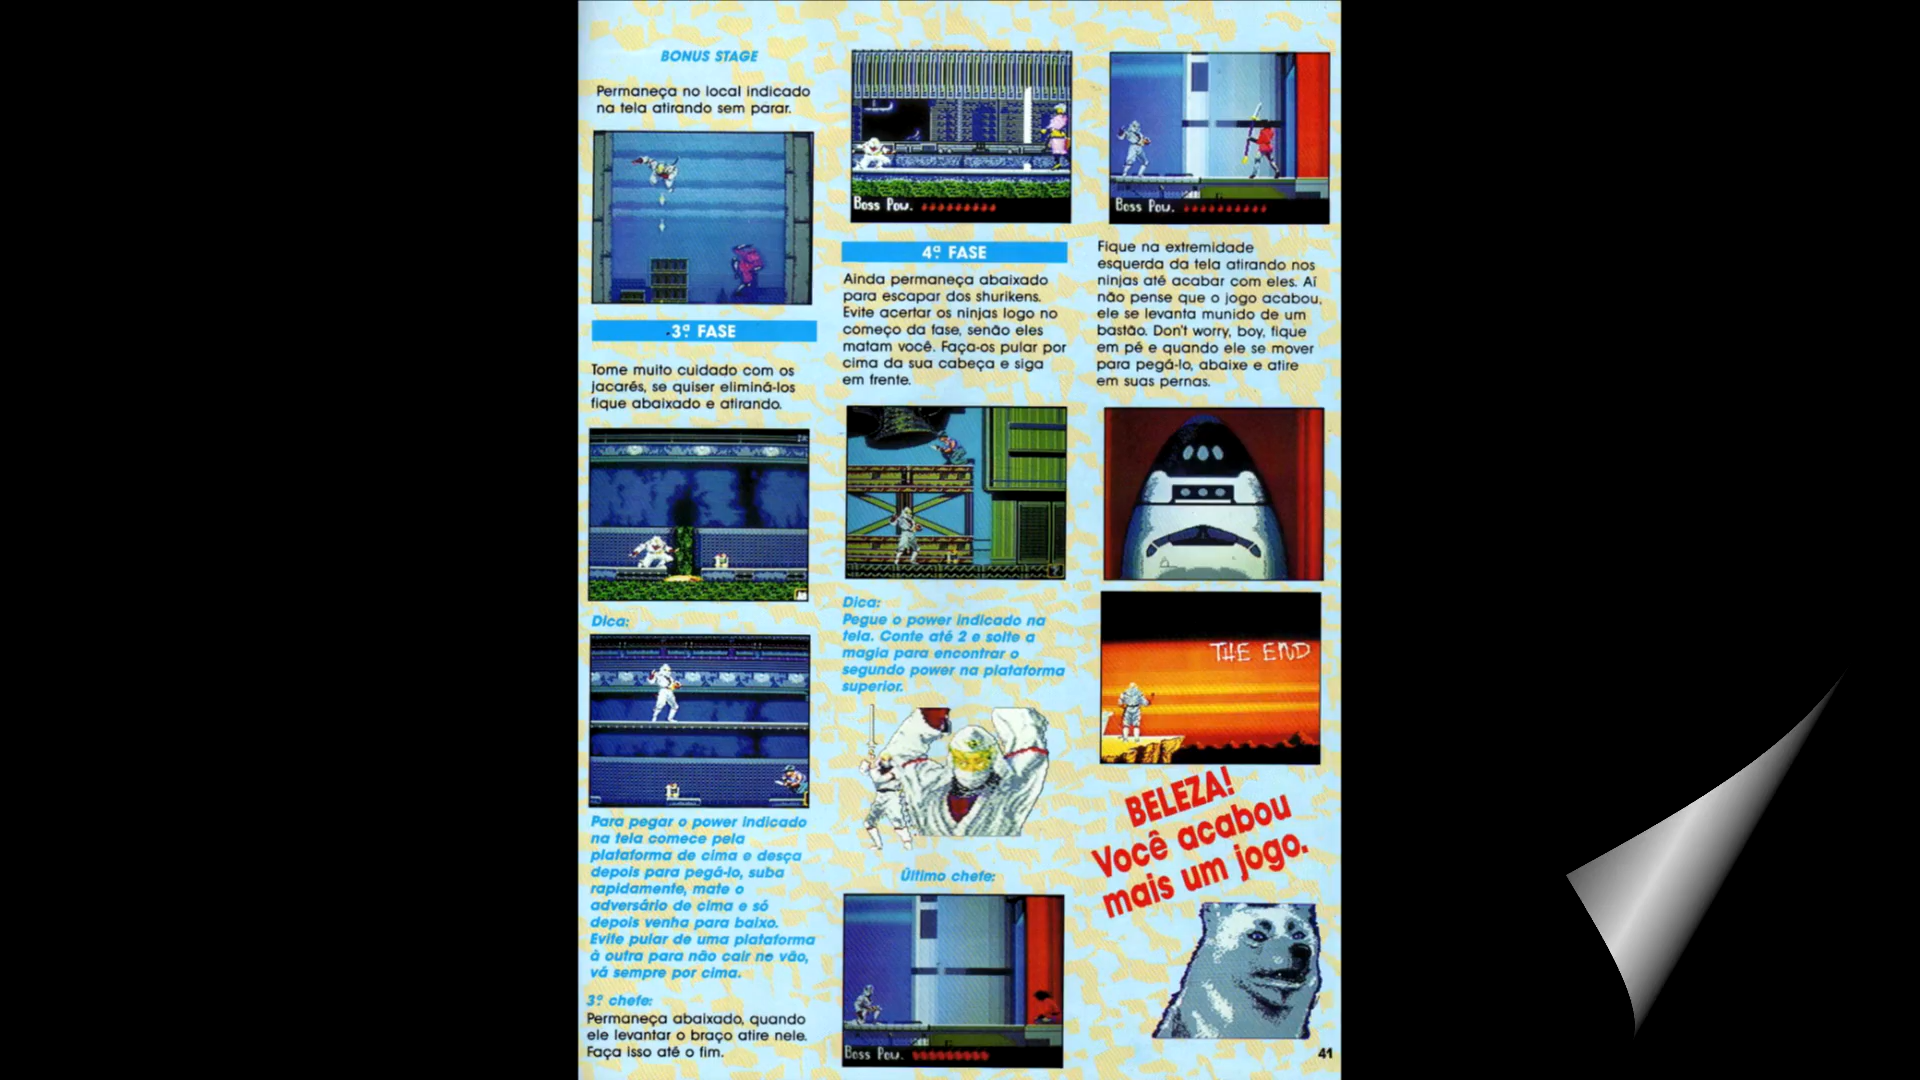 BONUS STAGE
Permaneça no local indicado
na tela atirando sem parar.
3ª FASE
Tome muito cuidado com os
jacarés, se quiser eliminá-los
fique abaixado e atirando.
Dica:
Para pegar o power indicado
na tela comece pela
plataforma de cima e desça
depois para pegá-lo, suba
rapidamente, mate o
adversário de cima e só
depois venha para baixo.
Evite pular de uma plataforma
à outra para não cair no vão,
vá sempre por cima.
3º chefe:
Permaneça abaixado, quando
ele levantar o braço atire nele.
Faça isso até o fim.
Boss Pow.
4ª FASE
Ainda permaneça abaixado
para escapar dos shurikens.
Evite acertar os ninjas logo no
começo da fase, senão eles
matam você. Faça-os pular por
cima da sua cabeça e siga
em frente.
Dica:
Pegue o power indicado na
tela. Conte até 2 e solte a
magia para encontrar o
segundo power na plataforma
superior.
Último chefe:
Boss Pow.
Boss Pow.
Fique na extremidade
esquerda da tela atirando nos
ninjas até acabar com eles. Aí
não pense que o jogo acabou,
ele se levanta munido de um
bastão. Don't worry, boy, fique
em pé e quando ele se mover
para pegá-lo, abaixe e atire
em suas pernas.
THE END
BELEZA!
Você acabou
mais um jogo.
41